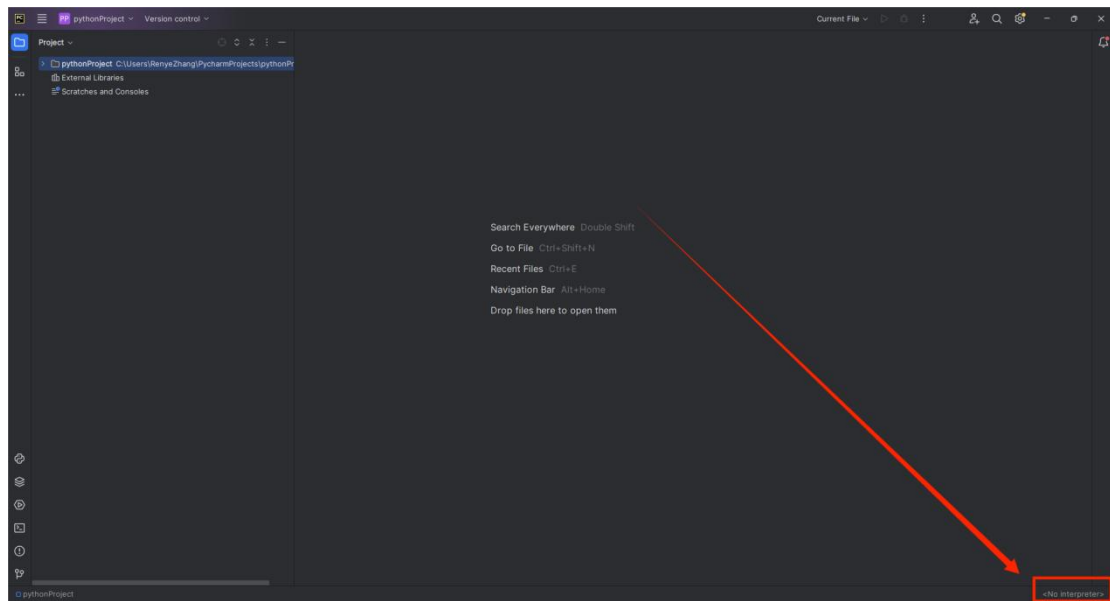 PC PP pythonProject Version control Current File
Project
pythonProject C:\Users\RenyeZhang\PycharmProjects\pythonPr
External Libraries
Scratches and Consoles
Search Everywhere Double Shift
Go to File Ctrl+Shift+N
Recent Files Ctrl+E
Navigation Bar Alt+Home
Drop files here to open them
pythonProject <No interpreter>